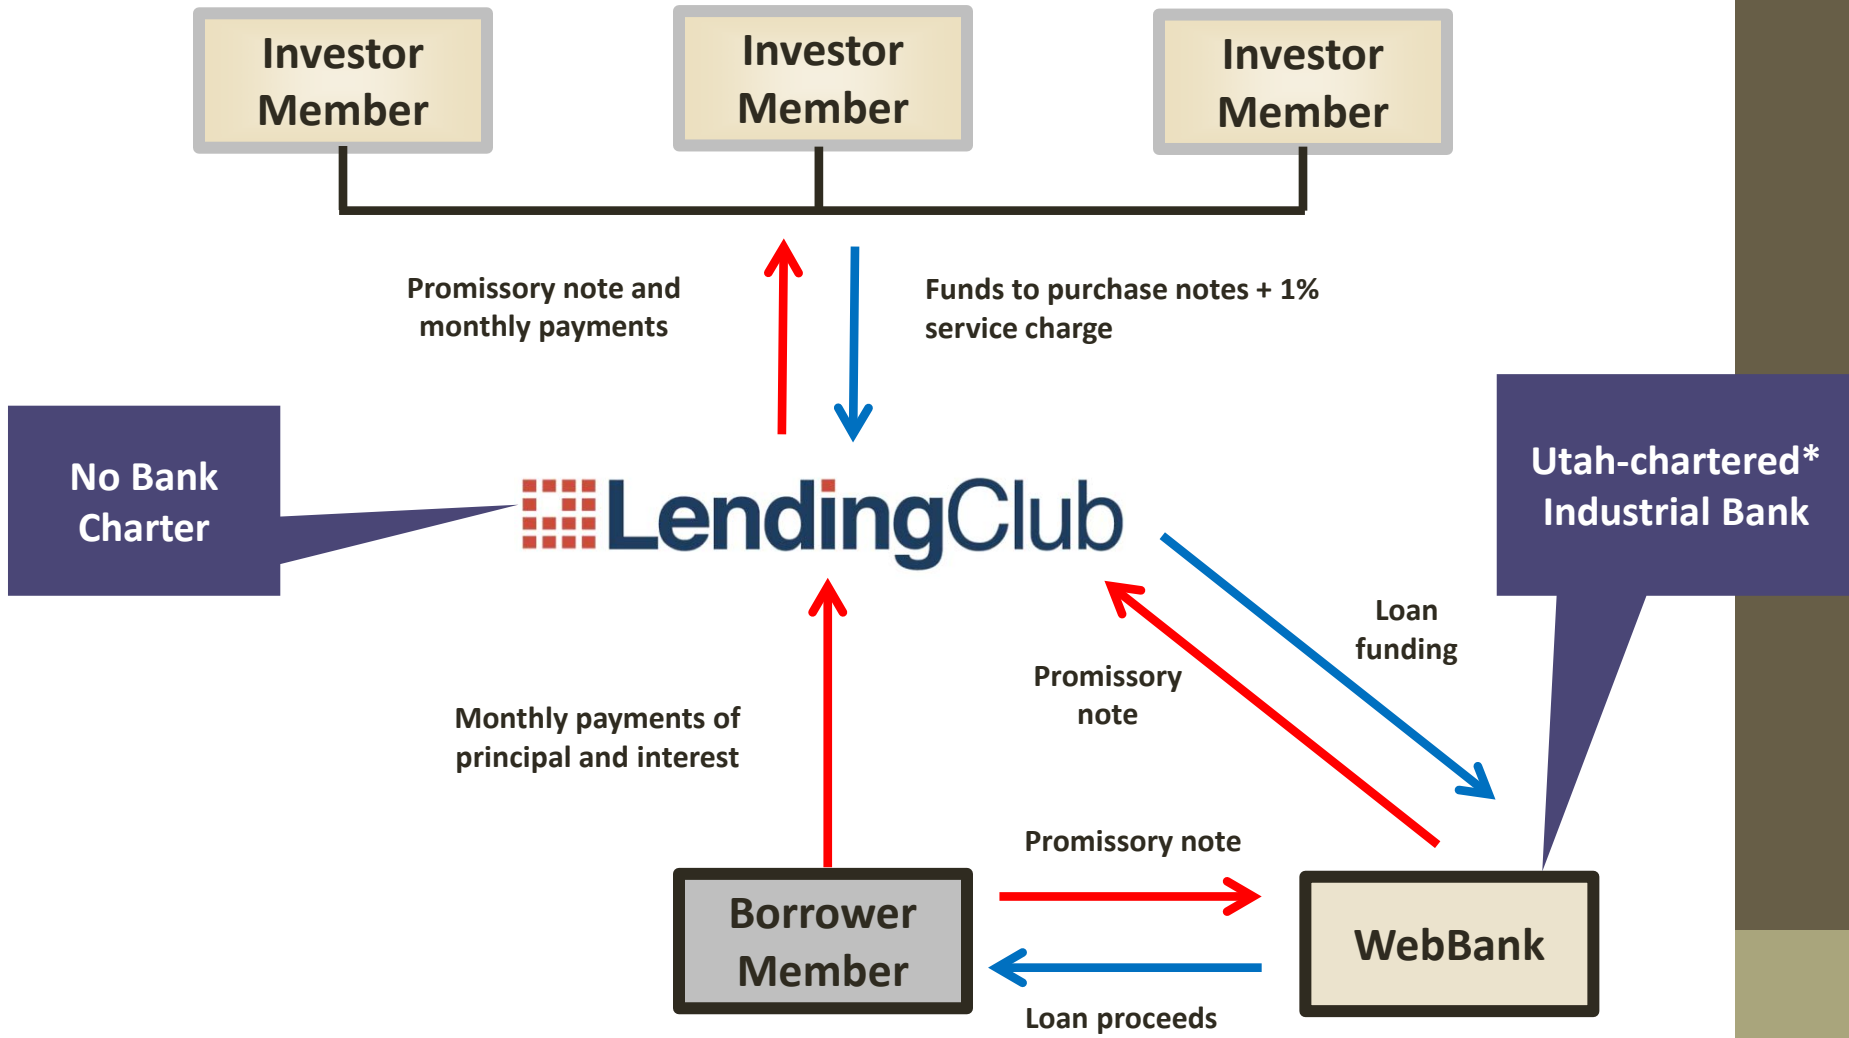 Investor
Member
Investor
Member
Investor
Member
Promissory note and
monthly payments
Funds to purchase notes + 1%
service charge
No Bank
Charter
LendingClub
Utah-chartered*
Industrial Bank
Loan
funding
Promissory
note
Monthly payments of
principal and interest
Promissory note
Borrower
Member
WebBank
Loan proceeds